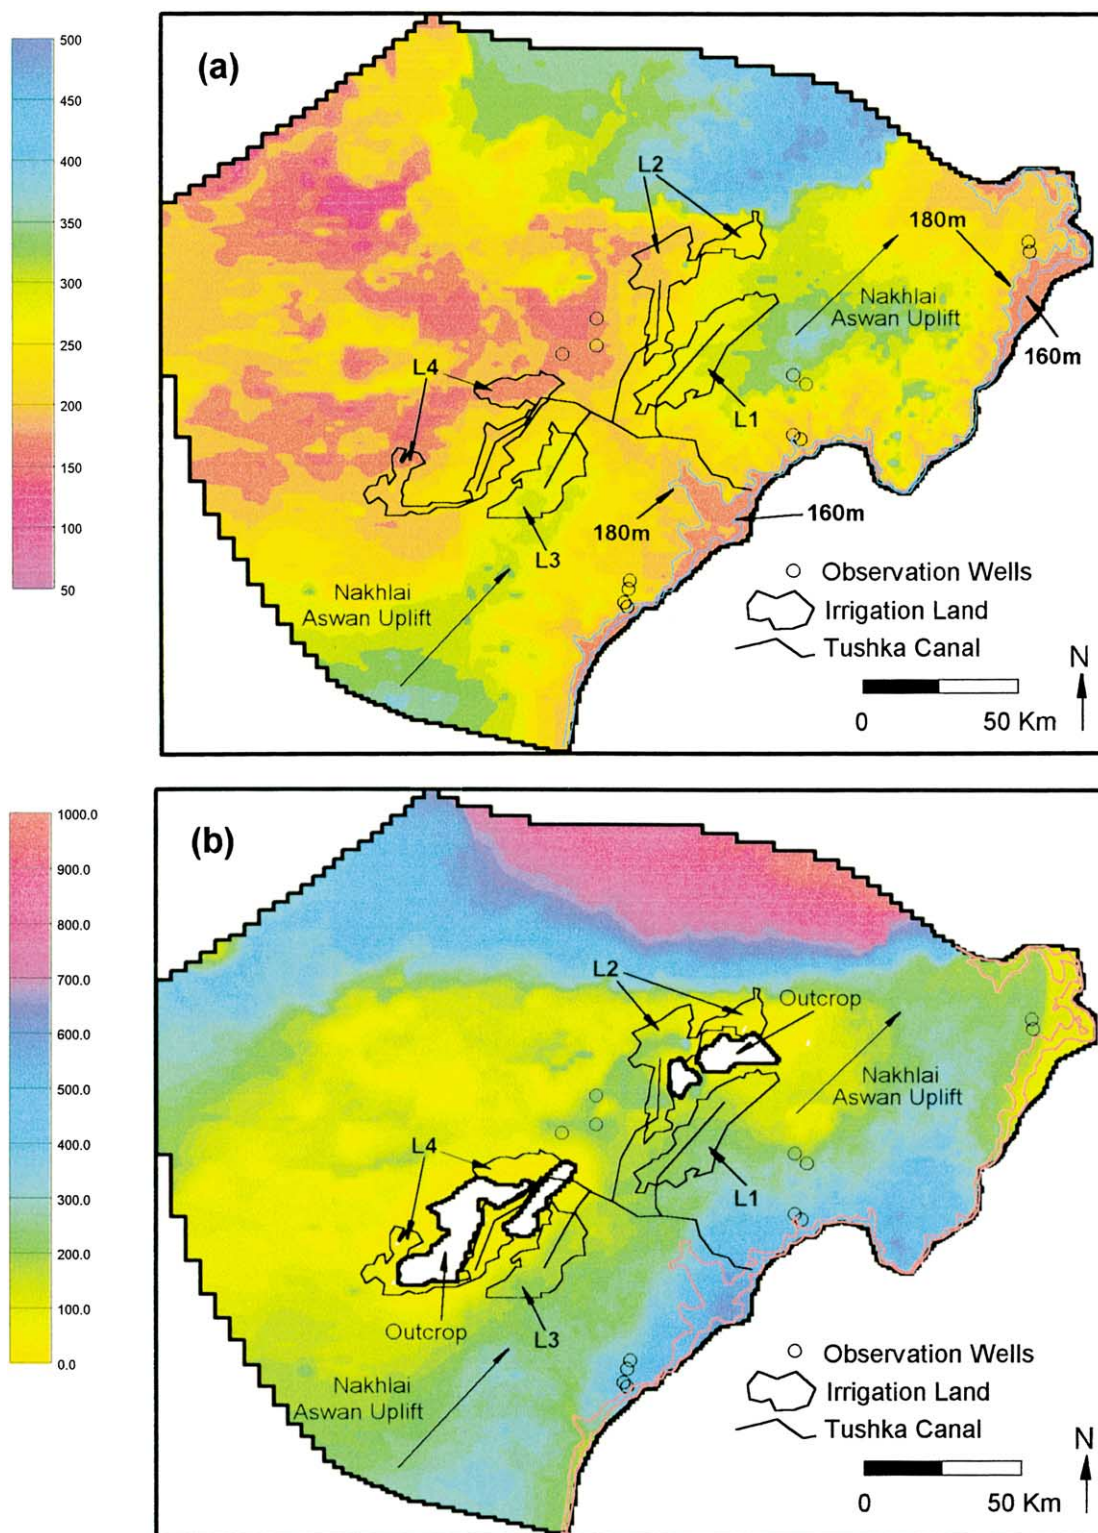 (a)
500
450
400
350
300
250
200
150
100
50
L2
180m
Nakhlai
Aswan Uplift
160m
L4
L1
180m
160m
L3
Nakhlai
Aswan Uplift
Observation Wells
Irrigation Land
Tushka Canal
N
0 50 Km
(b)
1000.0
900.0
800.0
700.0
600.0
500.0
400.0
300.0
200.0
100.0
0.0
L2
Outcrop
Nakhlai
Aswan Uplift
L4
L1
Outcrop
L3
Nakhlai
Aswan Uplift
Observation Wells
Irrigation Land
Tushka Canal
N
0 50 Km